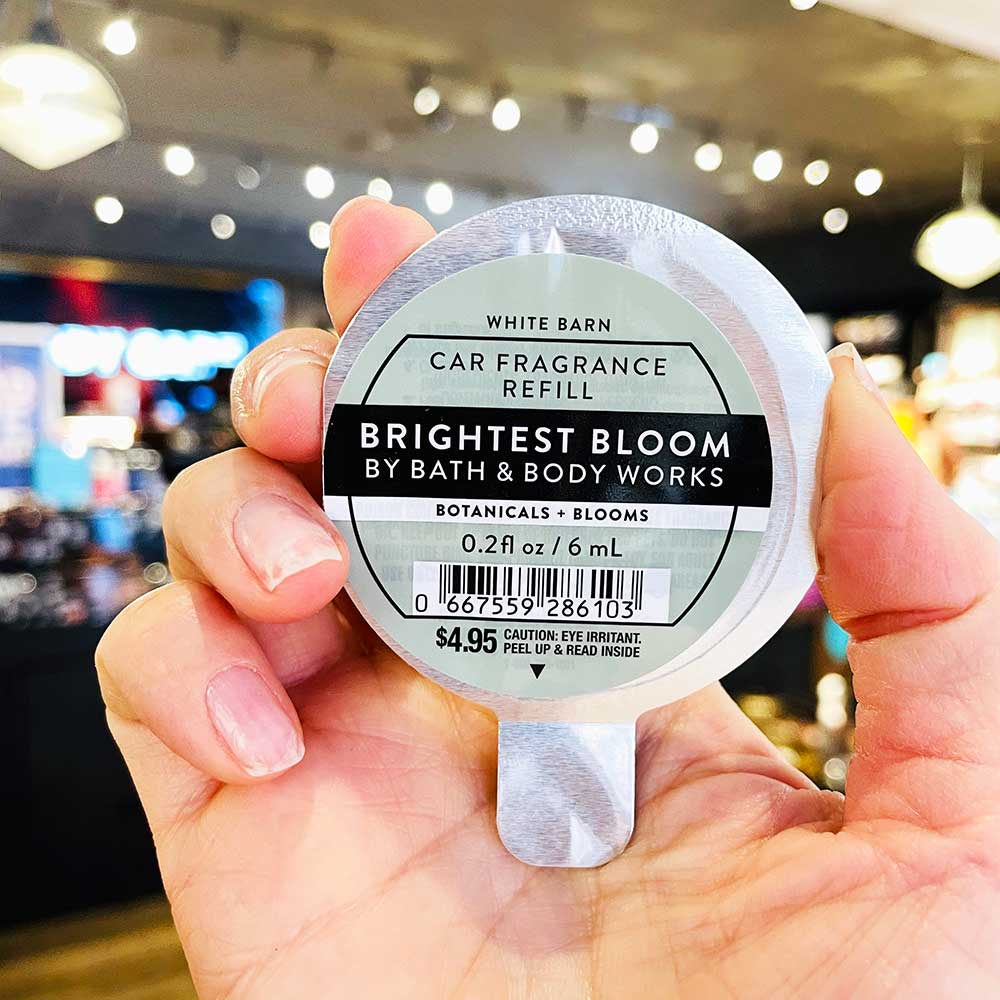 WHITE BARN
CAR FRAGRANCE
REFILL
BRIGHTEST BLOOM
BY BATH & BODY WORKS
BOTANICALS + BLOOMS
0.2fl oz / 6 mL
0 667559 286103
$4.95 CAUTION: EYE IRRITANT.
PEEL UP & READ INSIDE